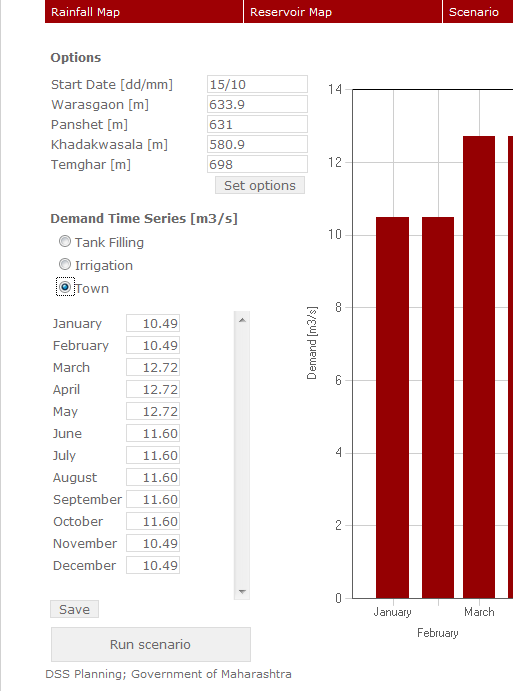 Rainfall Map Reservoir Map Scenario
Options
Start Date [dd/mm] 15/10
Warasgaon [m] 633.9
Panshet [m] 631
Khadakwasala [m] 580.9
Temghar [m] 698
Set options
Demand Time Series [m3/s]
Tank Filling
Irrigation
Town
January 10.49
February 10.49
March 12.72
April 12.72
May 12.72
June 11.60
July 11.60
August 11.60
September 11.60
October 11.60
November 10.49
December 10.49
Save
Run scenario
DSS Planning; Government of Maharashtra
14
12
10
8
6
4
2
0
Demand [m3/s]
January March
February